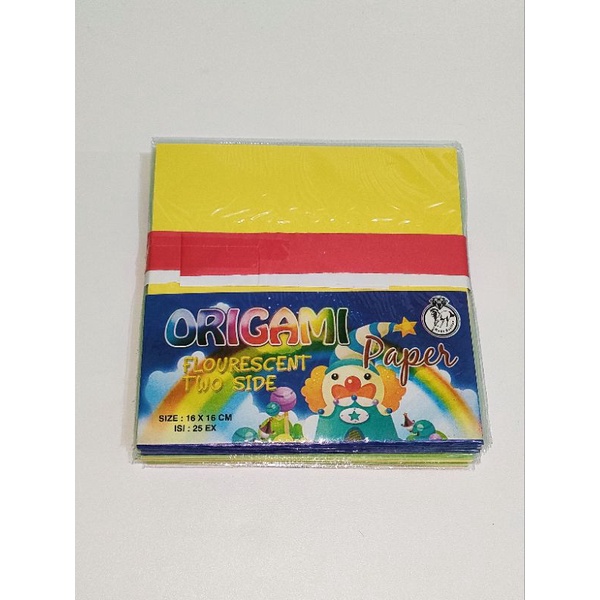 ORIGAMI
Paper
FLOURESCENT
TWO SIDE
SIZE : 16 X 16 CM
ISI : 25 EX